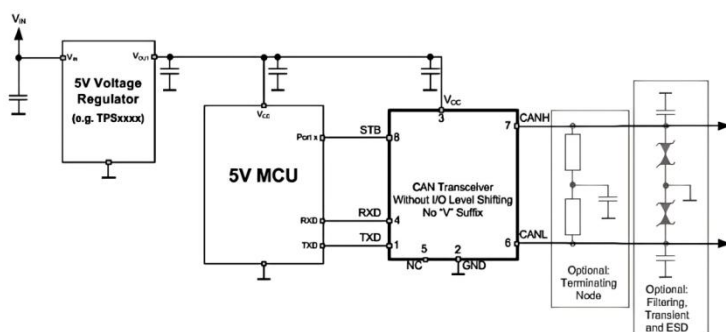 VIN
Vin
VOUT
5V Voltage
Regulator
(e.g. TPSxxxx)
VCC
5V MCU
Port x
RXD
TXD
STB
RXD
TXD
VCC
3
8
4
1
5
2
7
6
CAN Transceiver
Without I/O Level Shifting
No "V" Suffix
NC
GND
CANH
CANL
Optional:
Terminating
Node
Optional:
Filtering,
Transient
and ESD